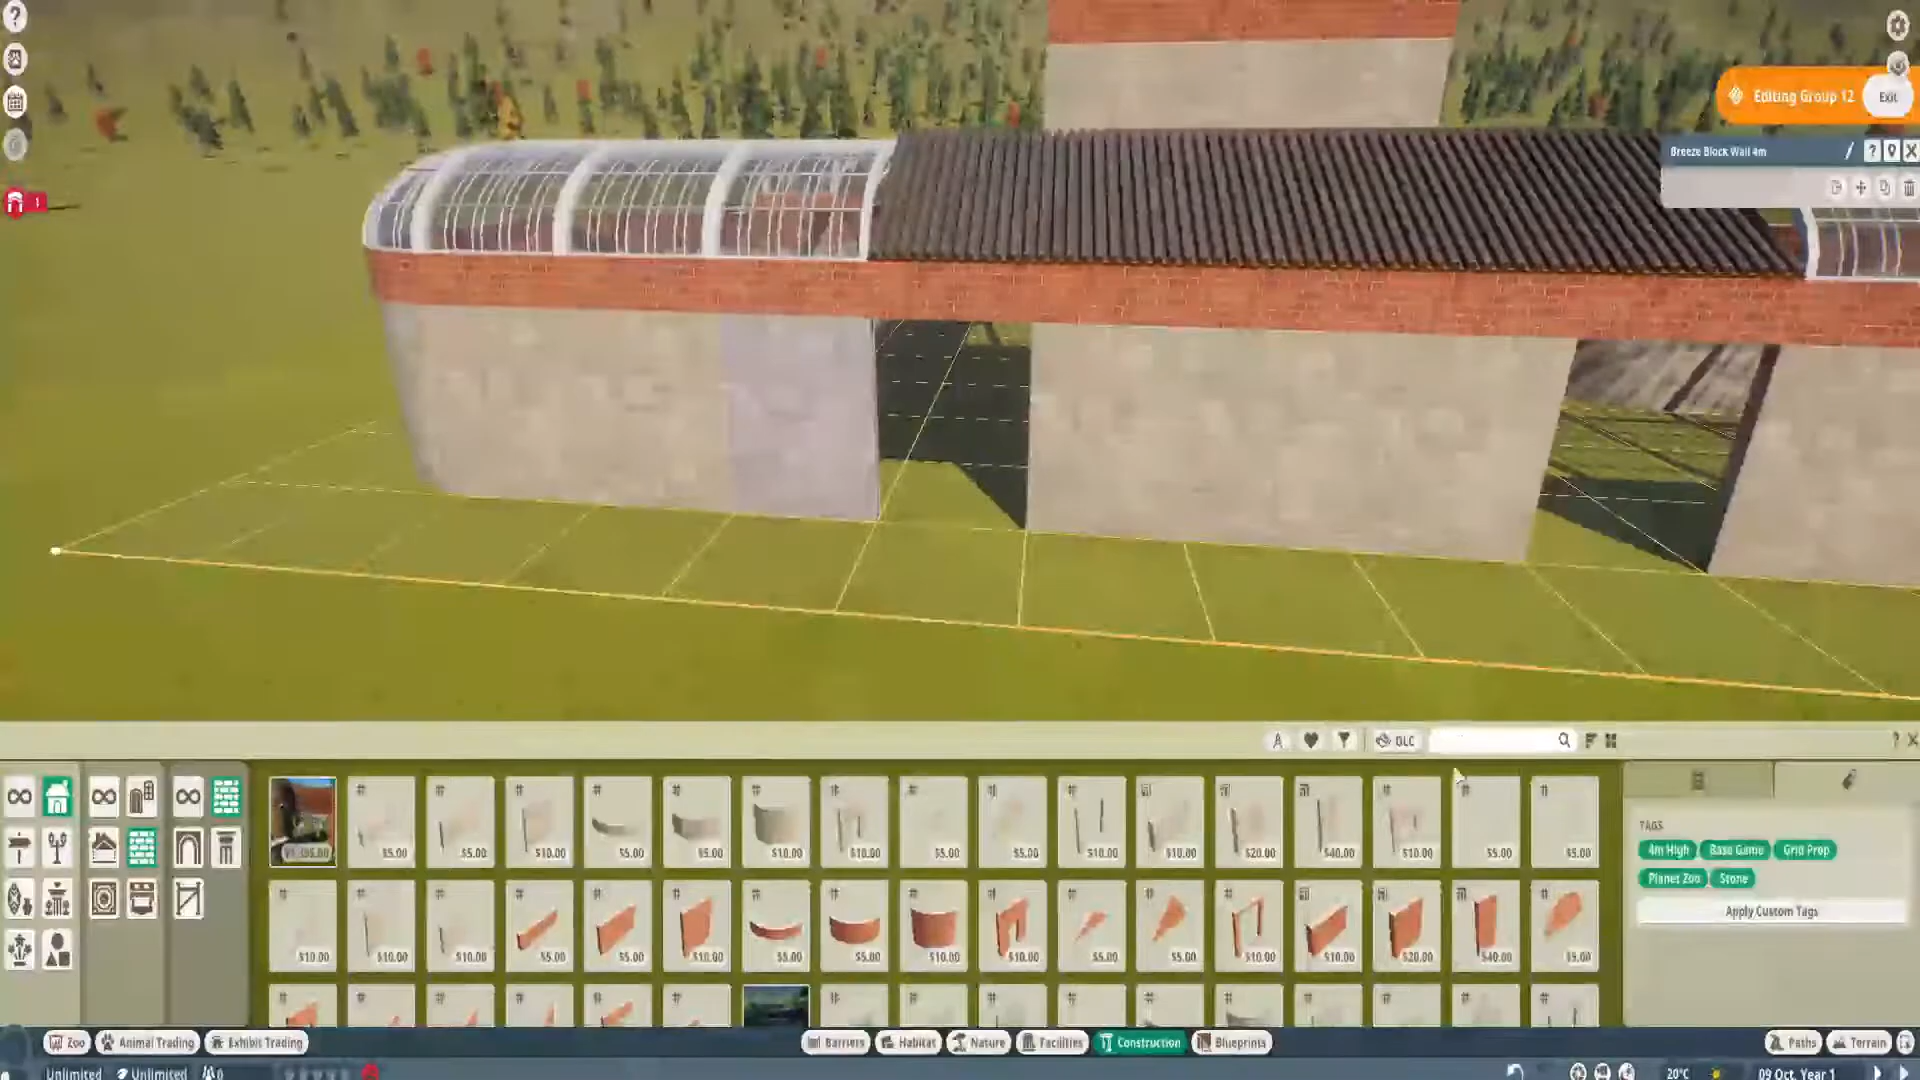 Editing Group 12
Exit
Breeze Block Wall 4m
1
DLC
$5.00 $5.00 $10.00 $5.00 $5.00 $10.00 $10.00 $5.00 $5.00 $10.00 $10.00 $20.00 $40.00 $10.00 $5.00 $5.00
$10.00 $10.00 $10.00 $5.00 $5.00 $10.00 $5.00 $5.00 $10.00 $10.00 $5.00 $5.00 $10.00 $10.00 $20.00 $40.00 $5.00
TAGS
4m High Base Game Grid Prop
Planet Zoo Stone
Apply Custom Tags
Zoo Animal Trading Exhibit Trading Barriers Habitat Nature Facilities Construction Blueprints Paths Terrain
Unlimited Unlimited 0 20°C 09 Oct, Year 1